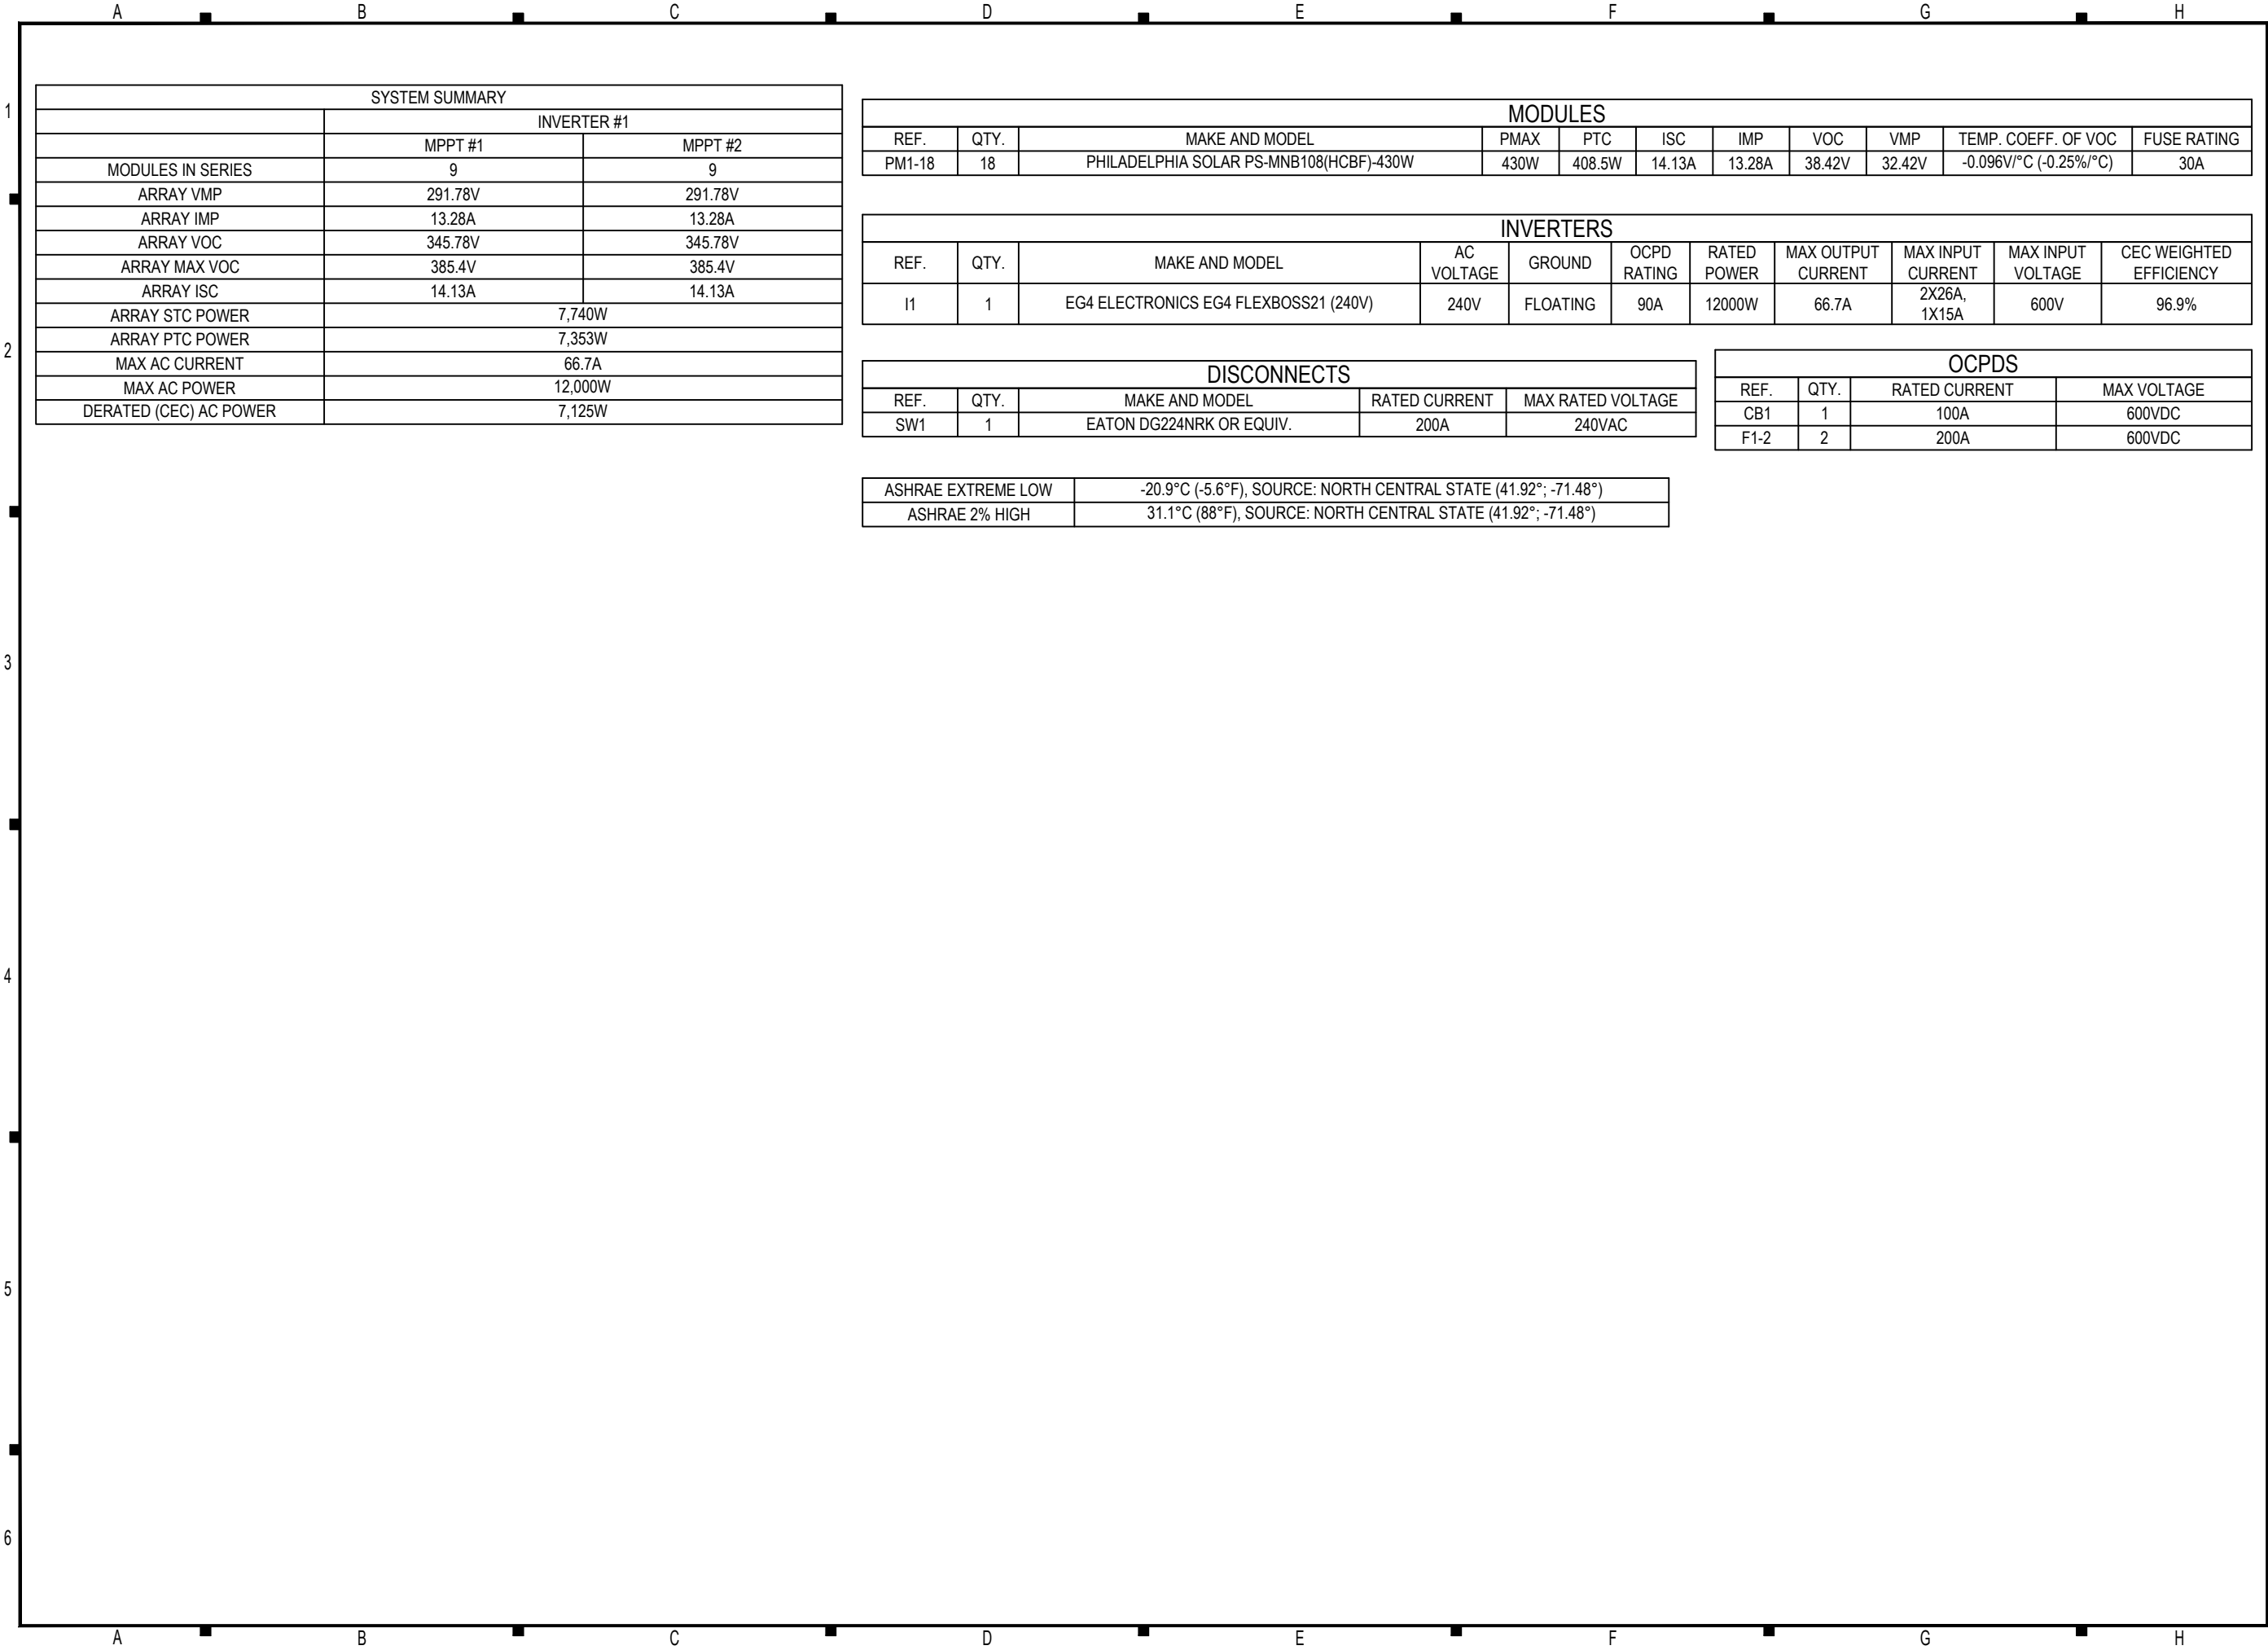 A B C D E F G H
1
2
3
4
5
6
SYSTEM SUMMARY
INVERTER #1
MPPT #1 MPPT #2
MODULES IN SERIES 9 9
ARRAY VMP 291.78V 291.78V
ARRAY IMP 13.28A 13.28A
ARRAY VOC 345.78V 345.78V
ARRAY MAX VOC 385.4V 385.4V
ARRAY ISC 14.13A 14.13A
ARRAY STC POWER 7,740W
ARRAY PTC POWER 7,353W
MAX AC CURRENT 66.7A
MAX AC POWER 12,000W
DERATED (CEC) AC POWER 7,125W
MODULES
REF. QTY. MAKE AND MODEL PMAX PTC ISC IMP VOC VMP TEMP. COEFF. OF VOC FUSE RATING
PM1-18 18 PHILADELPHIA SOLAR PS-MNB108(HCBF)-430W 430W 408.5W 14.13A 13.28A 38.42V 32.42V -0.096V/°C (-0.25%/°C) 30A
INVERTERS
REF. QTY. MAKE AND MODEL AC VOLTAGE GROUND OCPD RATING RATED POWER MAX OUTPUT CURRENT MAX INPUT CURRENT MAX INPUT VOLTAGE CEC WEIGHTED EFFICIENCY
I1 1 EG4 ELECTRONICS EG4 FLEXBOSS21 (240V) 240V FLOATING 90A 12000W 66.7A 2X26A, 1X15A 600V 96.9%
DISCONNECTS
REF. QTY. MAKE AND MODEL RATED CURRENT MAX RATED VOLTAGE
SW1 1 EATON DG224NRK OR EQUIV. 200A 240VAC
OCPDS
REF. QTY. RATED CURRENT MAX VOLTAGE
CB1 1 100A 600VDC
F1-2 2 200A 600VDC
ASHRAE EXTREME LOW -20.9°C (-5.6°F), SOURCE: NORTH CENTRAL STATE (41.92°; -71.48°)
ASHRAE 2% HIGH 31.1°C (88°F), SOURCE: NORTH CENTRAL STATE (41.92°; -71.48°)
A B C D E F G H